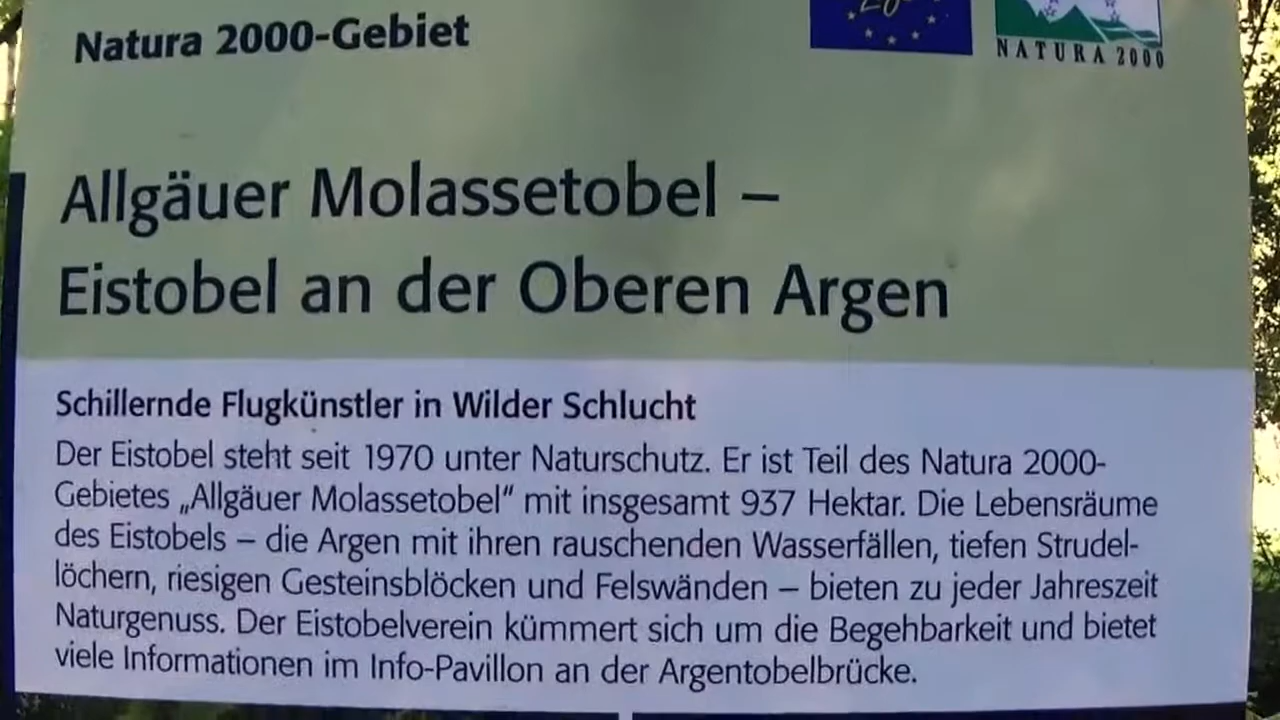 Natura 2000-Gebiet
NATURA 2000
Allgäuer Molassetobel –
Eistobel an der Oberen Argen
Schillernde Flugkünstler in Wilder Schlucht
Der Eistobel steht seit 1970 unter Naturschutz. Er ist Teil des Natura 2000-
Gebietes „Allgäuer Molassetobel“ mit insgesamt 937 Hektar. Die Lebensräume
des Eistobels – die Argen mit ihren rauschenden Wasserfällen, tiefen Strudel-
löchern, riesigen Gesteinsblöcken und Felswänden – bieten zu jeder Jahreszeit
Naturgenuss. Der Eistobelverein kümmert sich um die Begehbarkeit und bietet
viele Informationen im Info-Pavillon an der Argentobelbrücke.